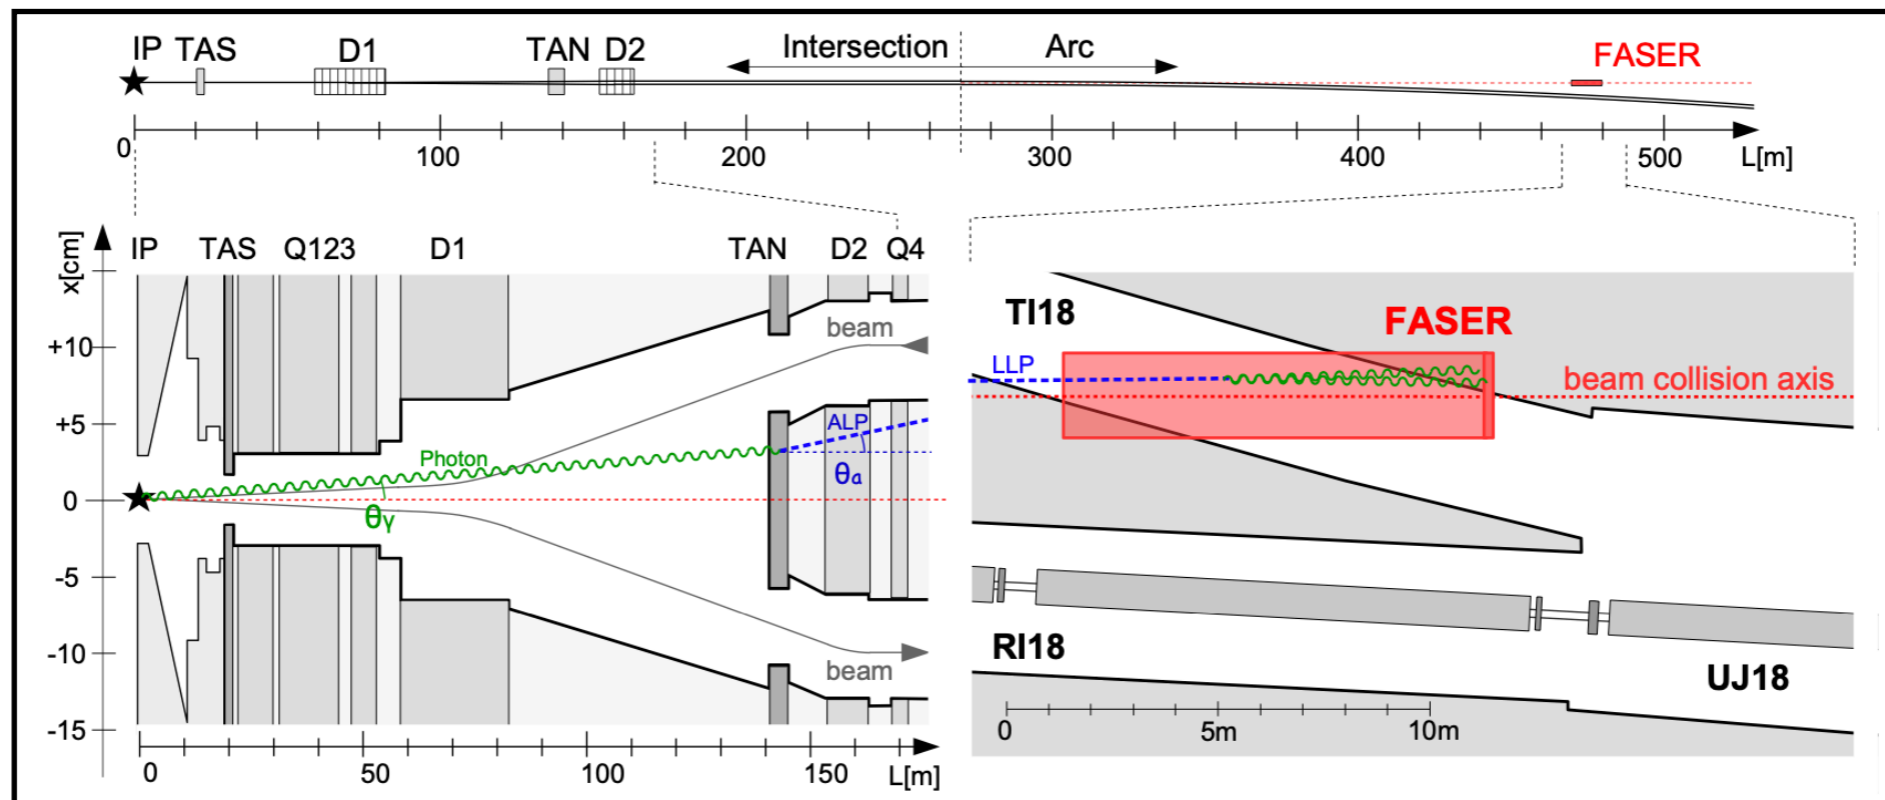 IP TAS D1 TAN D2 Intersection Arc FASER
0 100 200 300 400 500 L[m]
x[cm]
IP TAS Q123 D1 TAN D2 Q4
+10
+5
0
-5
-10
-15
beam
ALP
Photon
θa
θγ
beam
0 50 100 150 L[m]
TI18
FASER
LLP
beam collision axis
RI18
UJ18
0 5m 10m